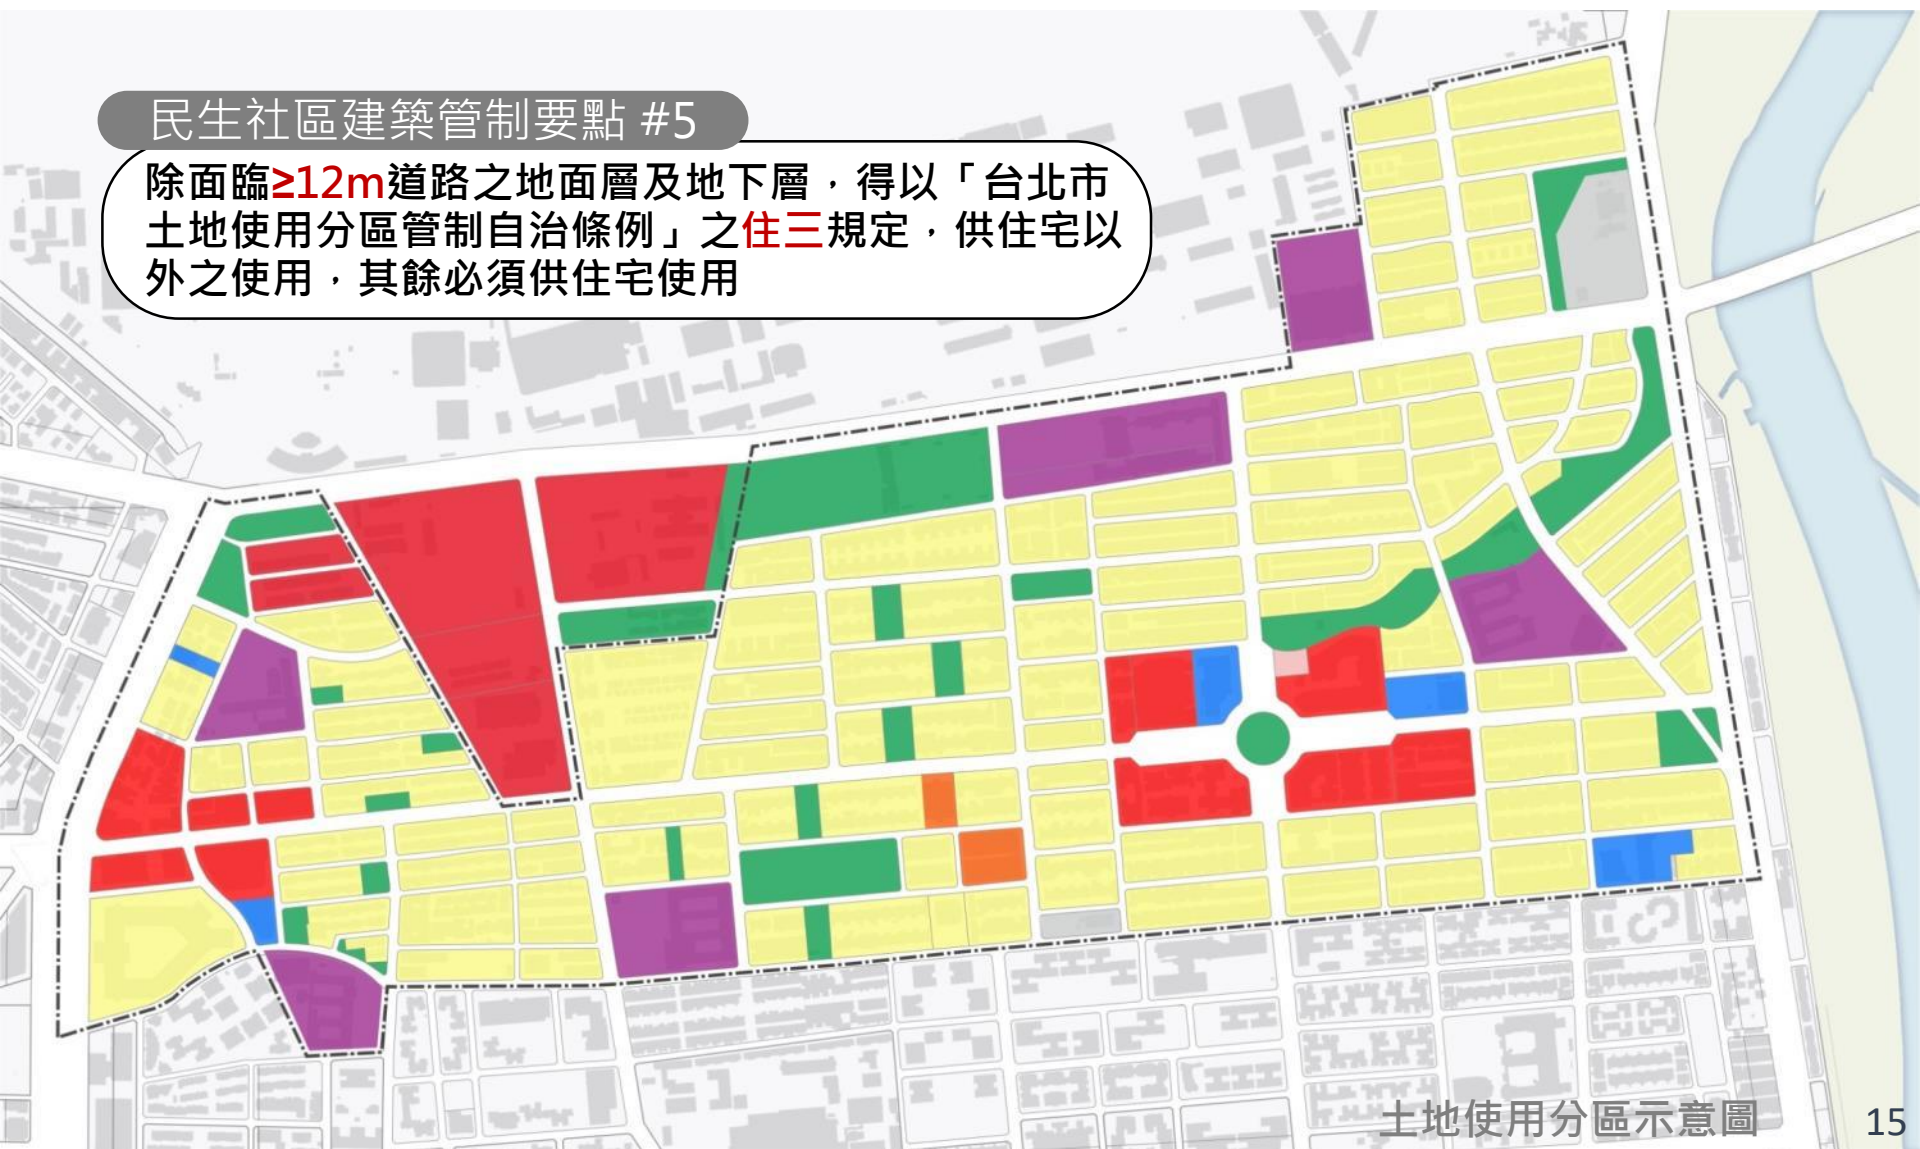 民生社區建築管制要點 #5
除面臨≥12m道路之地面層及地下層，得以「台北市
土地使用分區管制自治條例」之住三規定，供住宅以
外之使用，其餘必須供住宅使用
土地使用分區示意圖
15